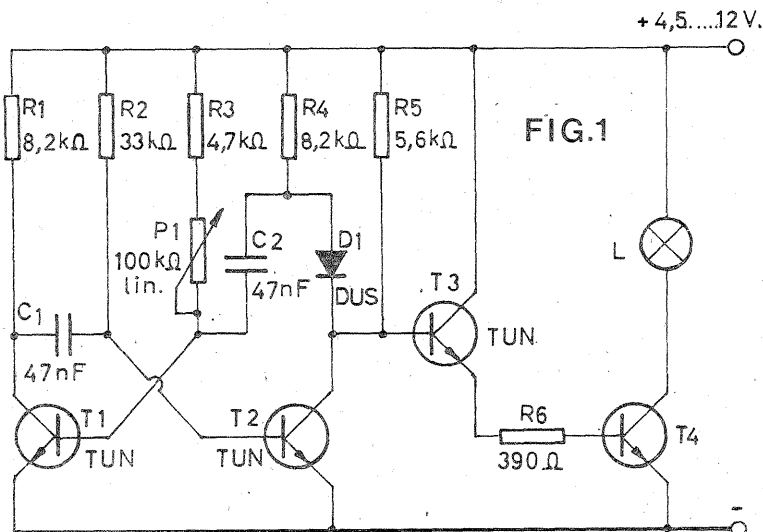 + 4,5....12 V.
R1
8,2kΩ
R2
33kΩ
R3
4,7kΩ
R4
8,2kΩ
R5
5,6kΩ
FIG.1
P1
100kΩ
lin.
C2
47nF
D1
DUS
L
C1
47nF
T3
TUN
T1
TUN
T2
TUN
R6
390Ω
T4
-